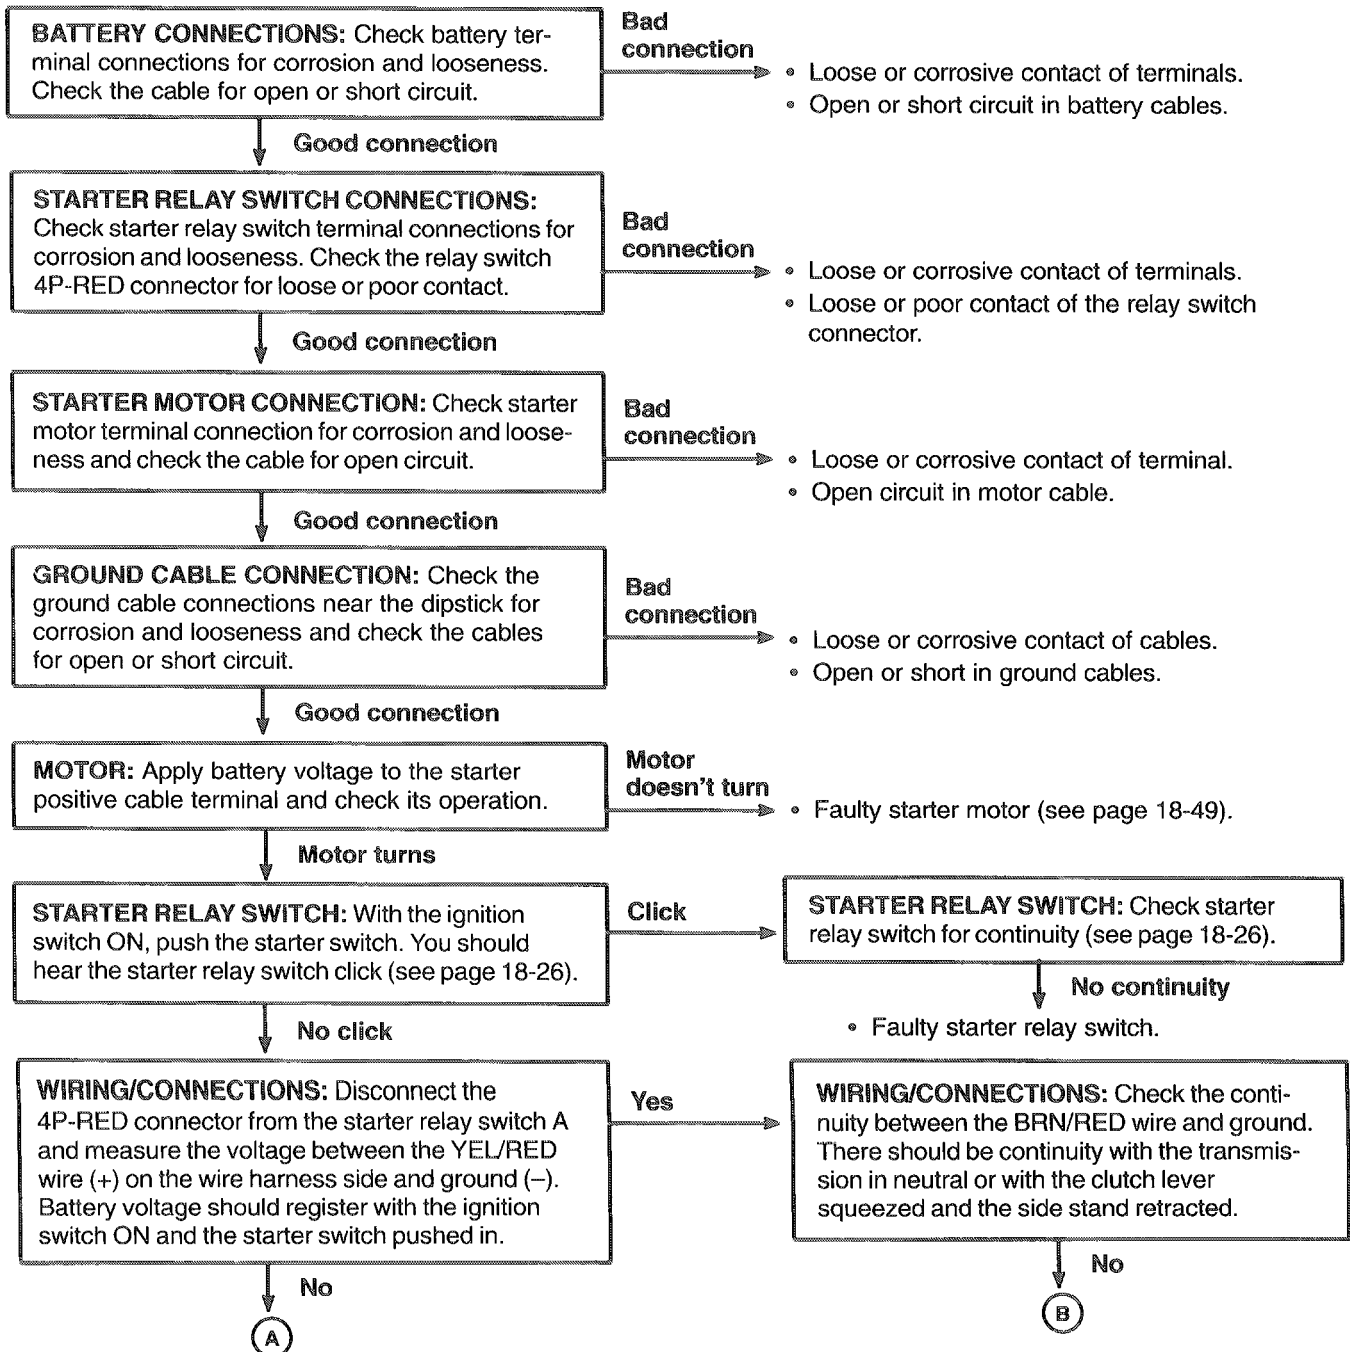 BATTERY CONNECTIONS: Check battery ter-
minal connections for corrosion and looseness.
Check the cable for open or short circuit.
Bad
connection
• Loose or corrosive contact of terminals.
• Open or short circuit in battery cables.
Good connection
STARTER RELAY SWITCH CONNECTIONS:
Check starter relay switch terminal connections for
corrosion and looseness. Check the relay switch
4P-RED connector for loose or poor contact.
Bad
connection
• Loose or corrosive contact of terminals.
• Loose or poor contact of the relay switch
connector.
Good connection
STARTER MOTOR CONNECTION: Check starter
motor terminal connection for corrosion and loose-
ness and check the cable for open circuit.
Bad
connection
• Loose or corrosive contact of terminal.
• Open circuit in motor cable.
Good connection
GROUND CABLE CONNECTION: Check the
ground cable connections near the dipstick for
corrosion and looseness and check the cables
for open or short circuit.
Bad
connection
• Loose or corrosive contact of cables.
• Open or short in ground cables.
Good connection
MOTOR: Apply battery voltage to the starter
positive cable terminal and check its operation.
Motor
doesn't turn
• Faulty starter motor (see page 18-49).
Motor turns
STARTER RELAY SWITCH: With the ignition
switch ON, push the starter switch. You should
hear the starter relay switch click (see page 18-26).
Click
STARTER RELAY SWITCH: Check starter
relay switch for continuity (see page 18-26).
No continuity
• Faulty starter relay switch.
No click
WIRING/CONNECTIONS: Disconnect the
4P-RED connector from the starter relay switch A
and measure the voltage between the YEL/RED
wire (+) on the wire harness side and ground (–).
Battery voltage should register with the ignition
switch ON and the starter switch pushed in.
Yes
WIRING/CONNECTIONS: Check the conti-
nuity between the BRN/RED wire and ground.
There should be continuity with the transmis-
sion in neutral or with the clutch lever
squeezed and the side stand retracted.
No
A
No
B